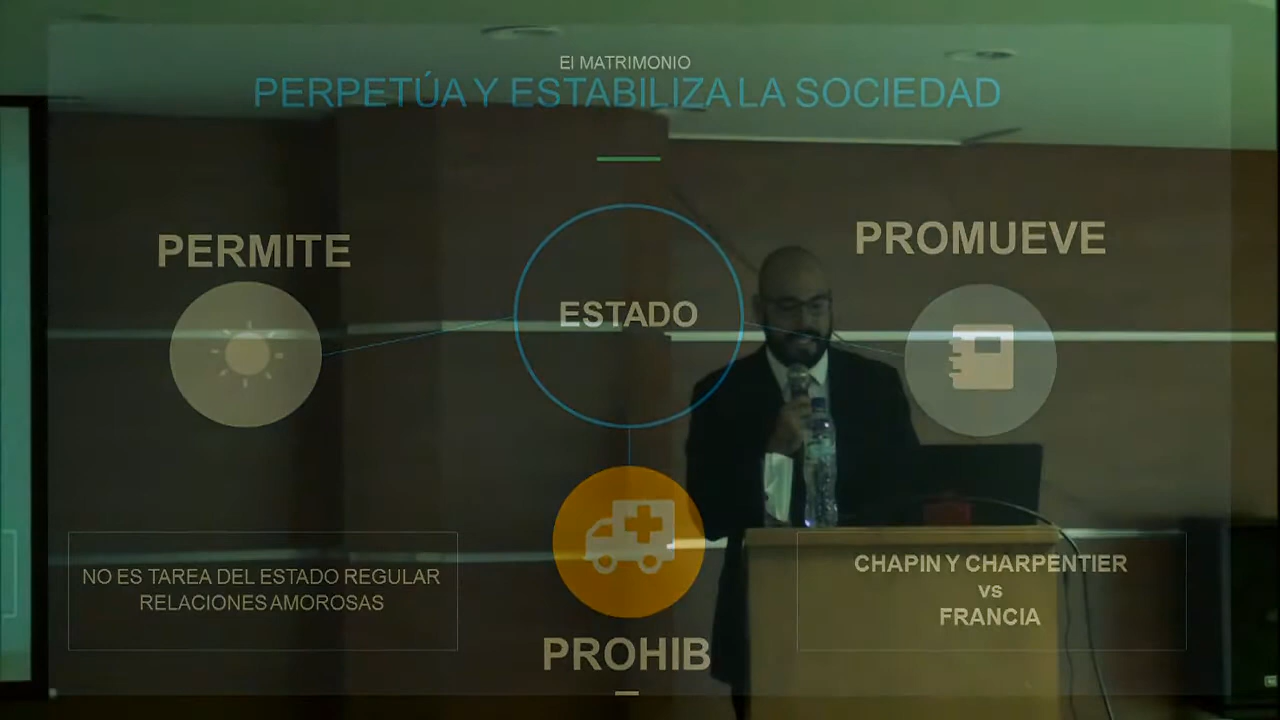 El MATRIMONIO
PERPETÚA Y ESTABILIZA LA SOCIEDAD
PERMITE
PROMUEVE
ESTADO
NO ES TAREA DEL ESTADO REGULAR
RELACIONES AMOROSAS
CHAPIN Y CHARPENTIER
vs
FRANCIA
PROHIB